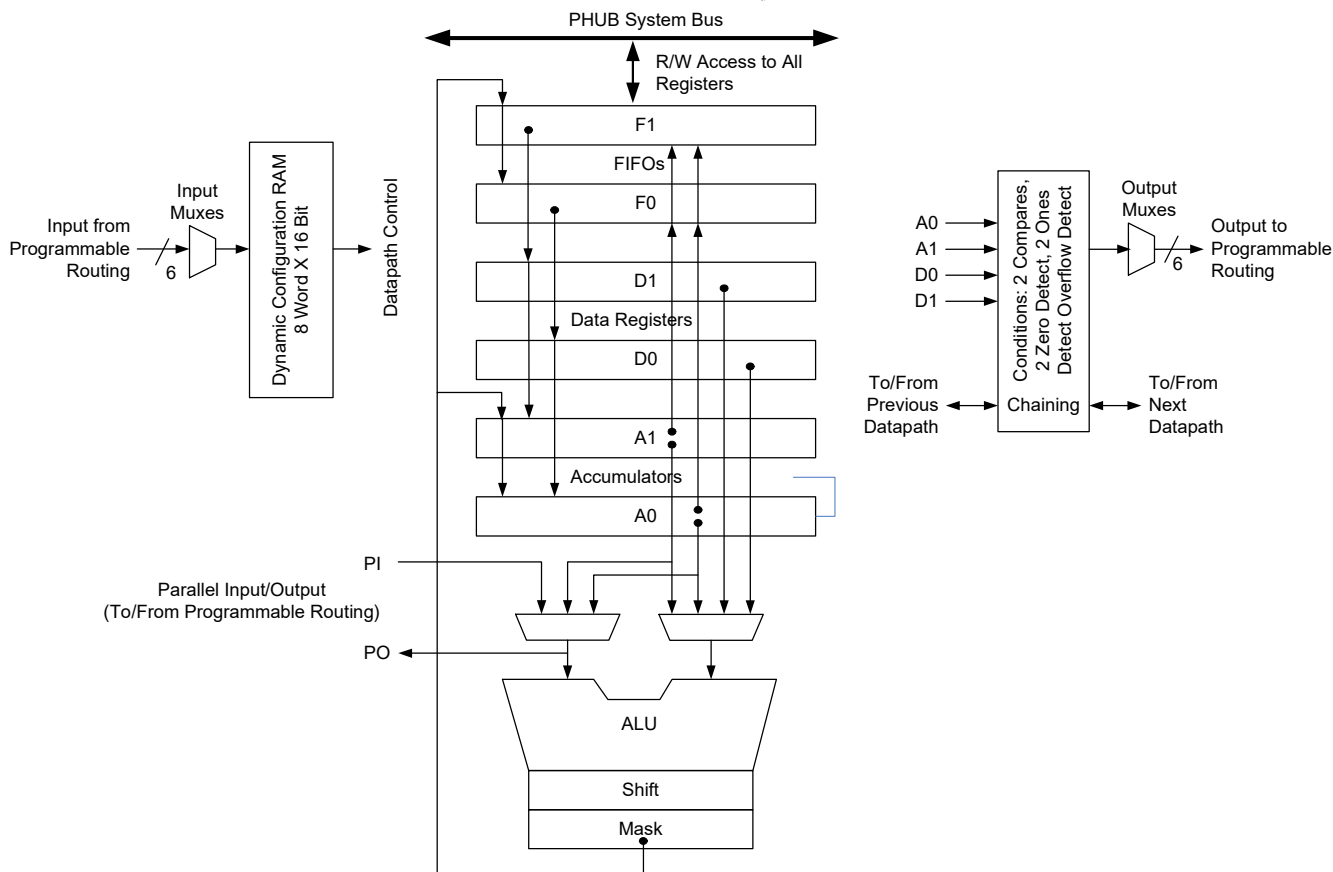 PHUB System Bus
R/W Access to All
Registers
F1
FIFOs
F0
D1
Data Registers
D0
A1
Accumulators
A0
Input from
Programmable
Routing
6
Input
Muxes
Dynamic Configuration RAM
8 Word X 16 Bit
Datapath Control
A0
A1
D0
D1
Conditions: 2 Compares,
2 Zero Detect, 2 Ones
Detect Overflow Detect
Chaining
Output
Muxes
6
Output to
Programmable
Routing
To/From
Previous
Datapath
To/From
Next
Datapath
PI
Parallel Input/Output
(To/From Programmable Routing)
PO
ALU
Shift
Mask